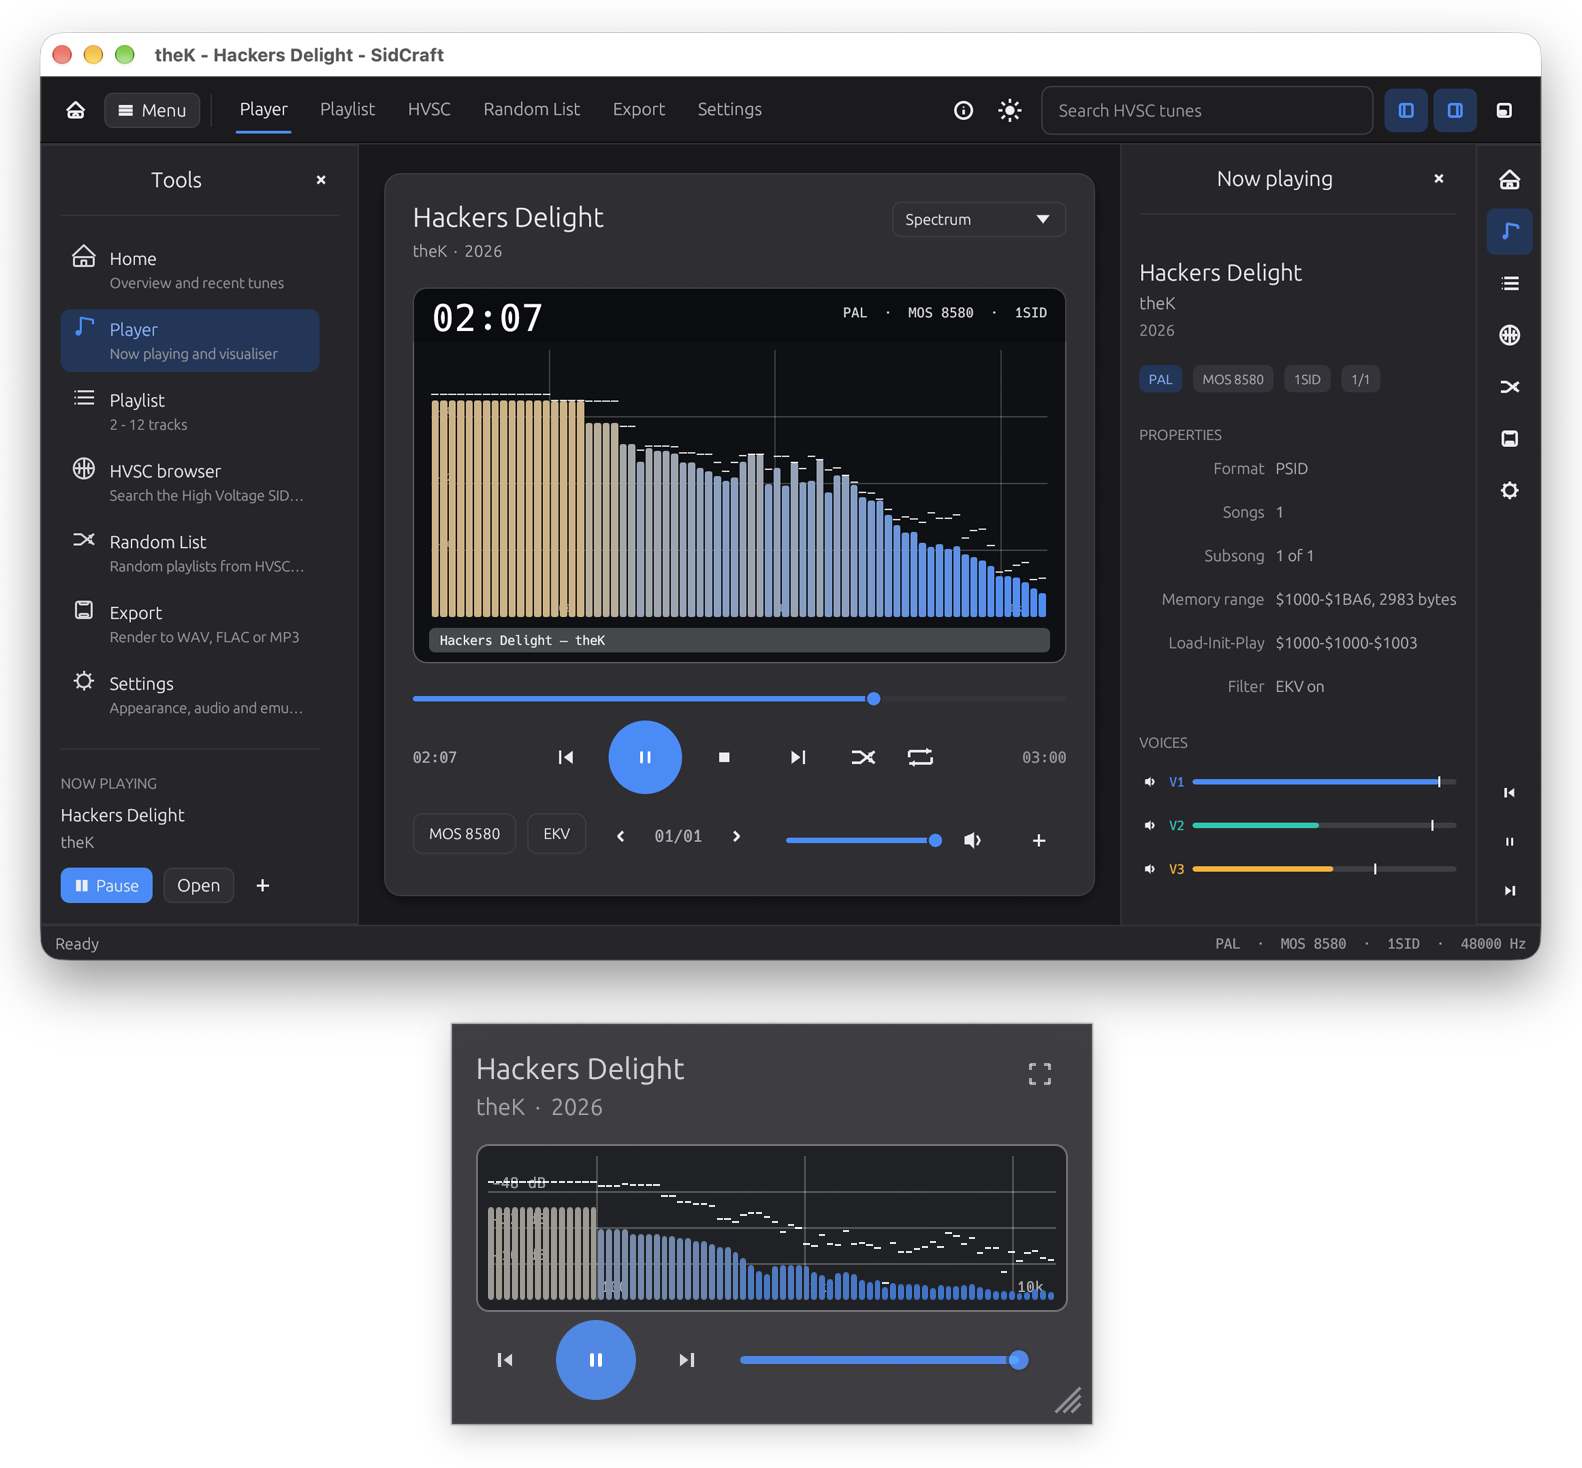 theK - Hackers Delight - SidCraft
Menu
Player
Playlist
HVSC
Random List
Export
Settings
Search HVSC tunes
Tools
Home
Overview and recent tunes
Player
Now playing and visualiser
Playlist
2 - 12 tracks
HVSC browser
Search the High Voltage SID...
Random List
Random playlists from HVSC...
Export
Render to WAV, FLAC or MP3
Settings
Appearance, audio and emu...
NOW PLAYING
Hackers Delight
theK
Pause
Open
Hackers Delight
theK · 2026
Spectrum
02:07
PAL · MOS 8580 · 1SID
Hackers Delight — theK
02:07
03:00
MOS 8580
EKV
01/01
Now playing
Hackers Delight
theK
2026
PAL
MOS 8580
1SID
1/1
PROPERTIES
Format PSID
Songs 1
Subsong 1 of 1
Memory range $1000-$1BA6, 2983 bytes
Load-Init-Play $1000-$1000-$1003
Filter EKV on
VOICES
V1
V2
V3
Ready
PAL · MOS 8580 · 1SID · 48000 Hz
Hackers Delight
theK · 2026
-48 dB
10k